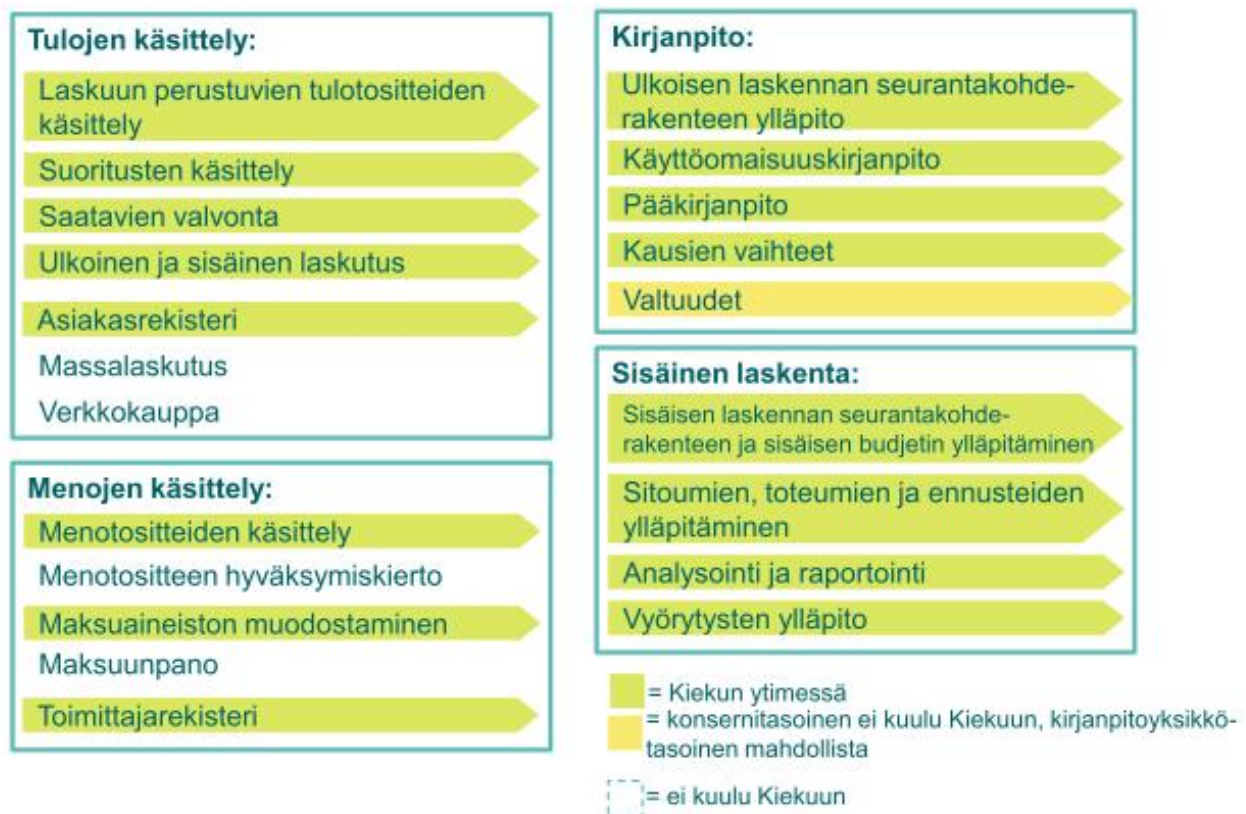 Tulojen käsittely:
Laskuun perustuvien tulotositteiden
käsittely
Suoritusten käsittely
Saatavien valvonta
Ulkoinen ja sisäinen laskutus
Asiakasrekisteri
Massalaskutus
Verkkokauppa
Menojen käsittely:
Menotositteiden käsittely
Menotositteen hyväksymiskierto
Maksuaineiston muodostaminen
Maksuunpano
Toimittajarekisteri
Kirjanpito:
Ulkoisen laskennan seurantakohde-
rakenteen ylläpito
Käyttöomaisuuskirjanpito
Pääkirjanpito
Kausien vaihteet
Valtuudet
Sisäinen laskenta:
Sisäisen laskennan seurantakohde-
rakenteen ja sisäisen budjetin ylläpitäminen
Sitoumien, toteumien ja ennusteiden
ylläpitäminen
Analysointi ja raportointi
Vyörytysten ylläpito
= Kiekun ytimessä
= konsernitasoinen ei kuulu Kiekuun, kirjanpitoyksikkö-
tasoinen mahdollista
= ei kuulu Kiekuun